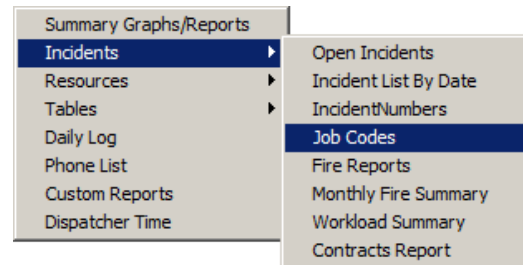 Summary Graphs/Reports
Incidents
Resources
Tables
Daily Log
Phone List
Custom Reports
Dispatcher Time
Open Incidents
Incident List By Date
IncidentNumbers
Job Codes
Fire Reports
Monthly Fire Summary
Workload Summary
Contracts Report